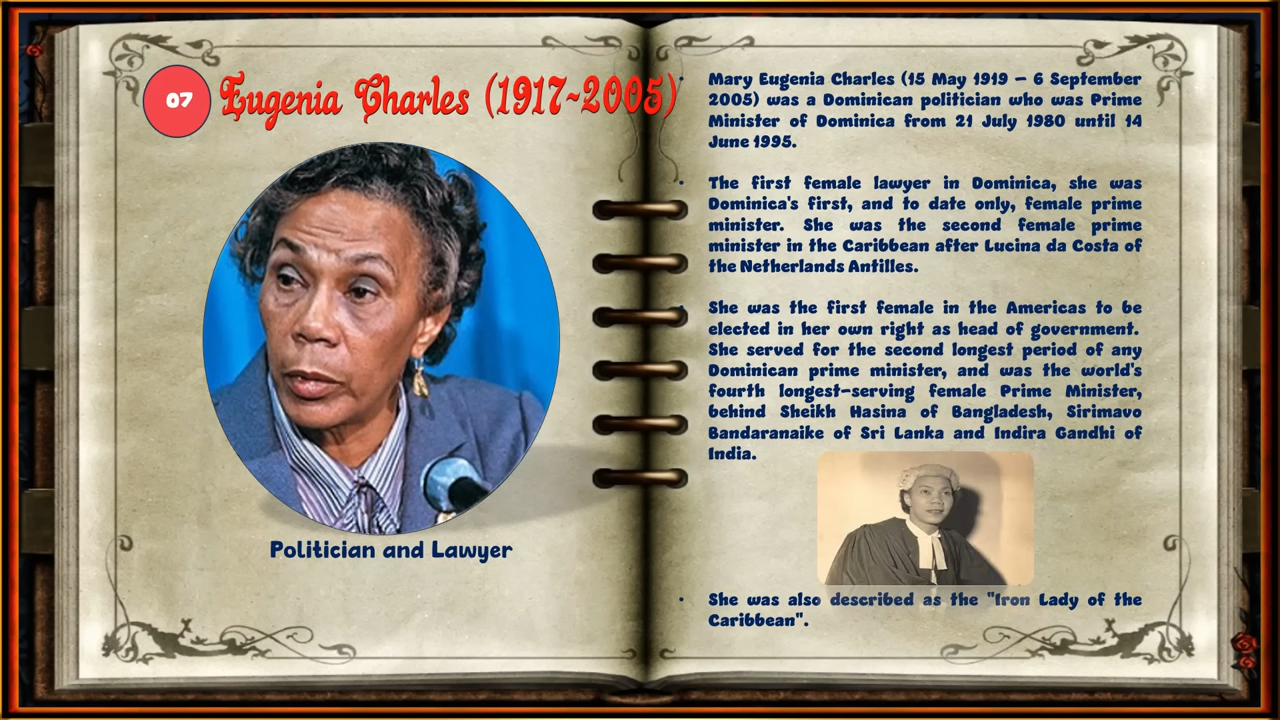 07
Eugenia Charles (1917-2005)
Politician and Lawyer
• Mary Eugenia Charles (15 May 1919 – 6 September
2005) was a Dominican politician who was Prime
Minister of Dominica from 21 July 1980 until 14
June 1995.
• The first female lawyer in Dominica, she was
Dominica's first, and to date only, female prime
minister. She was the second female prime
minister in the Caribbean after Lucina da Costa of
the Netherlands Antilles.
• She was the first female in the Americas to be
elected in her own right as head of government.
She served for the second longest period of any
Dominican prime minister, and was the world's
fourth longest-serving female Prime Minister,
behind Sheikh Hasina of Bangladesh, Sirimavo
Bandaranaike of Sri Lanka and Indira Gandhi of
India.
• She was also described as the "Iron Lady of the
Caribbean".